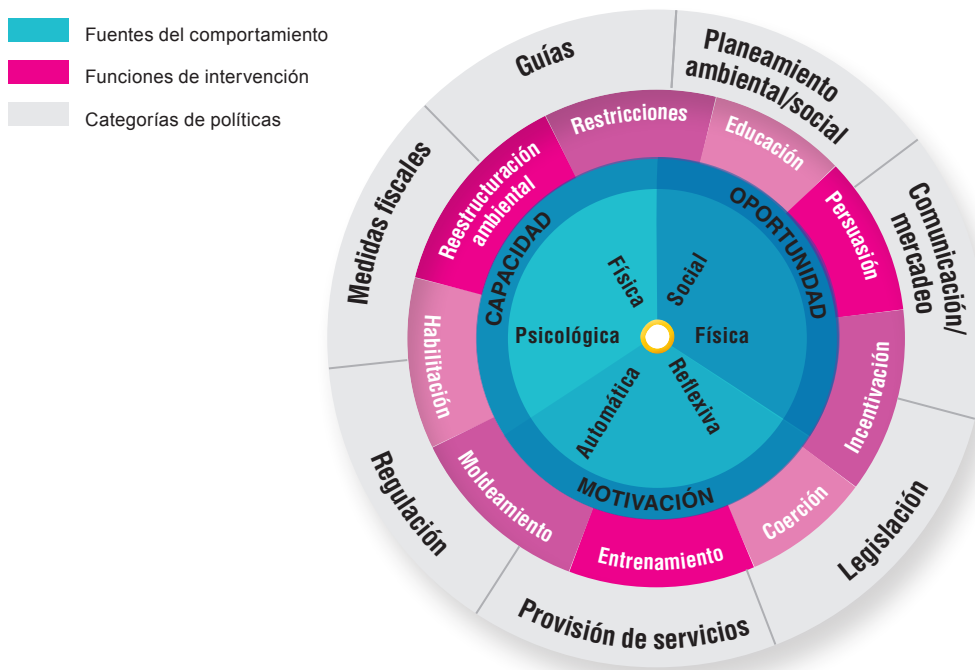 Fuentes del comportamiento
Funciones de intervención
Categorías de políticas
Guías
Planeamiento
ambiental/social
Comunicación/
mercadeo
Legislación
Provisión de servicios
Regulación
Medidas fiscales
Restricciones
Educación
Persuasión
Incentivación
Coerción
Entrenamiento
Moldeamiento
Habilitación
Reestructuración
ambiental
CAPACIDAD
OPORTUNIDAD
MOTIVACIÓN
Física
Social
Psicológica
Física
Automática
Reflexiva